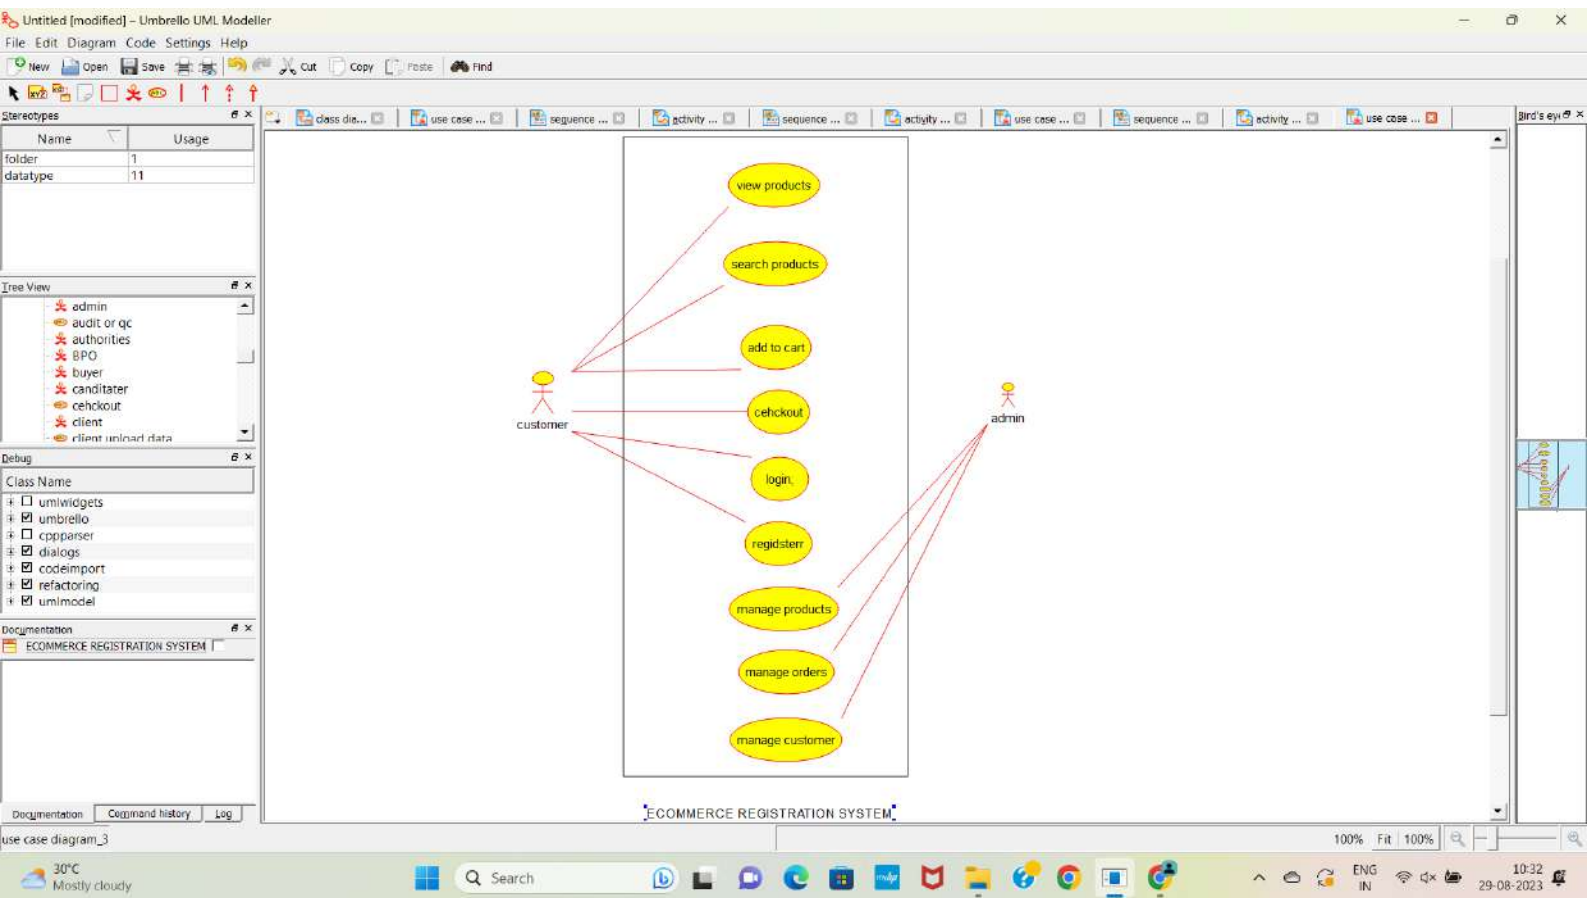 Untitled [modified] – Umbrello UML Modeller
File Edit Diagram Code Settings Help
New Open Save Cut Copy Paste Find
Stereotypes
class dia... use case ... sequence ... activity ... sequence ... activity ... use case ... sequence ... activity ... use case ...
Bird's eye
Name Usage
folder 1
datatype 11
Tree View
admin
audit or qc
authorities
BPO
buyer
canditater
cehckout
client
client upload data
Debug
Class Name
umlwidgets
umbrello
cppparser
dialogs
codeimport
refactoring
umlmodel
Documentation
ECOMMERCE REGISTRATION SYSTEM
Documentation Command history Log
view products
search products
add to cart
cehckout
login,
regidsterr
manage products
manage orders
manage customer
customer
admin
ECOMMERCE REGISTRATION SYSTEM
use case diagram_3
100% Fit 100%
30°C
Mostly cloudy
Search
ENG
IN
10:32
29-08-2023